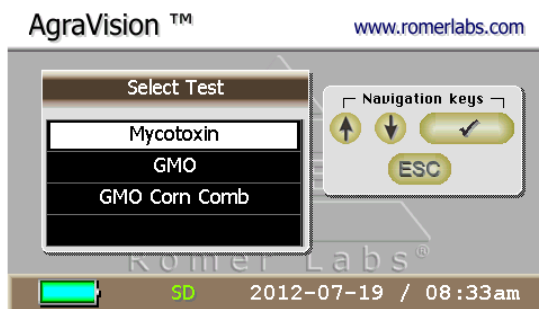 AgraVision ™
www.romerlabs.com
Select Test
Mycotoxin
GMO
GMO Corn Comb
Navigation keys
ESC
Romer Labs®
SD 2012-07-19 / 08:33am